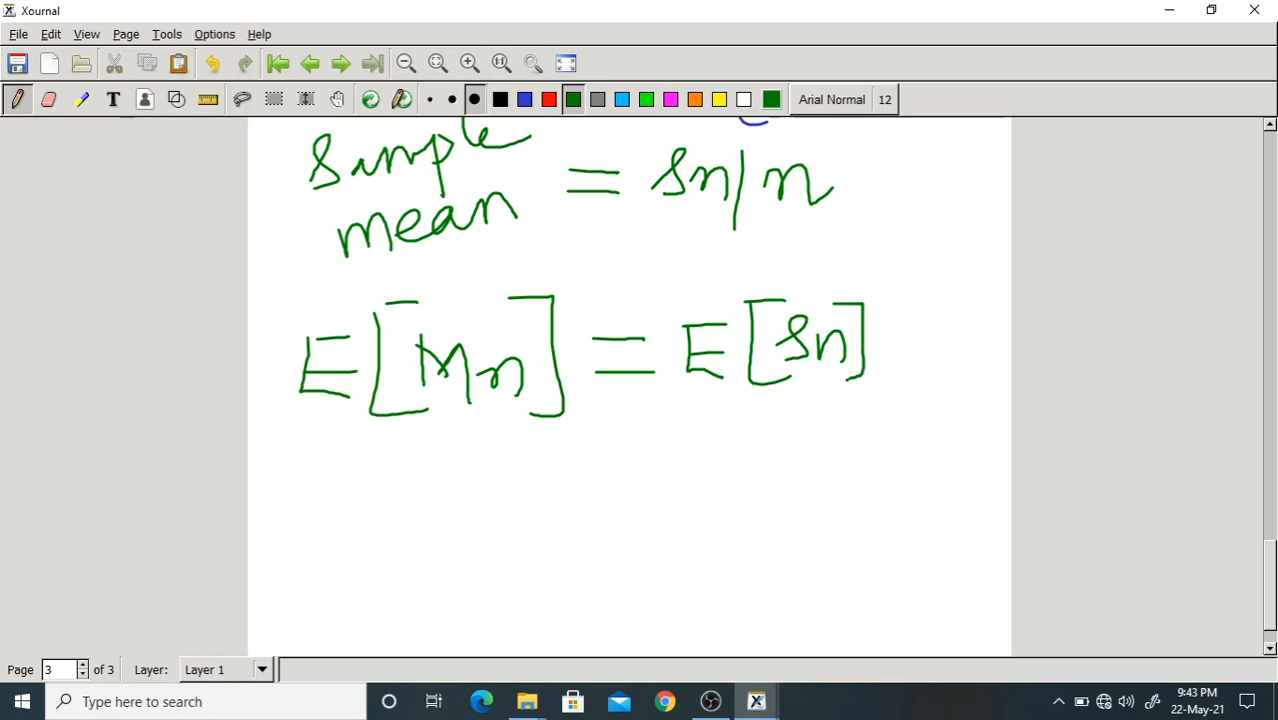 Xournal
File Edit View Page Tools Options Help
Arial Normal 12
Sample
mean = Sn/n
E[Mn] = E[Sn]
Page 3 of 3 Layer: Layer 1
Type here to search
9:43 PM
22-May-21